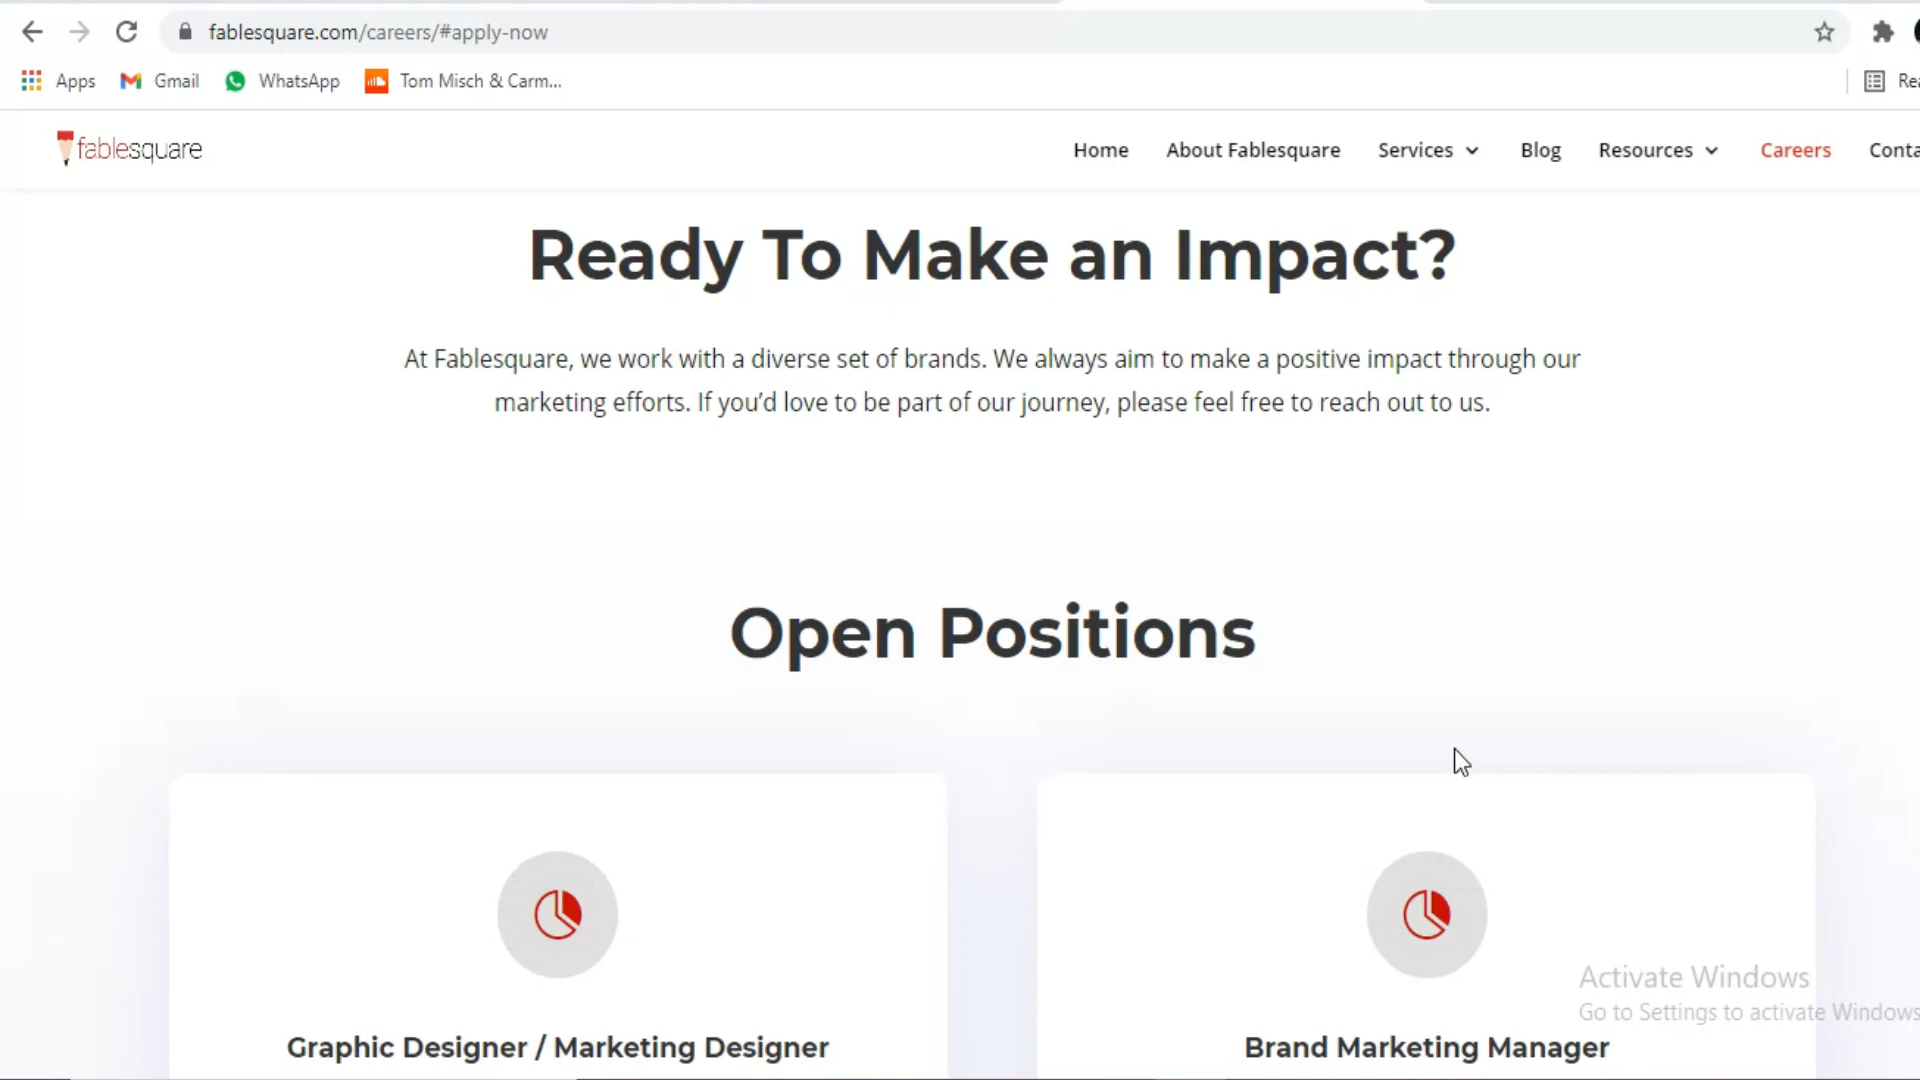 fablesquare.com/careers/#apply-now
Apps Gmail WhatsApp Tom Misch & Carm...
fablesquare Home About Fablesquare Services Blog Resources Careers
Ready To Make an Impact?
At Fablesquare, we work with a diverse set of brands. We always aim to make a positive impact through our
marketing efforts. If you’d love to be part of our journey, please feel free to reach out to us.
Open Positions
Activate Windows
Go to Settings to activate Windows
Graphic Designer / Marketing Designer Brand Marketing Manager